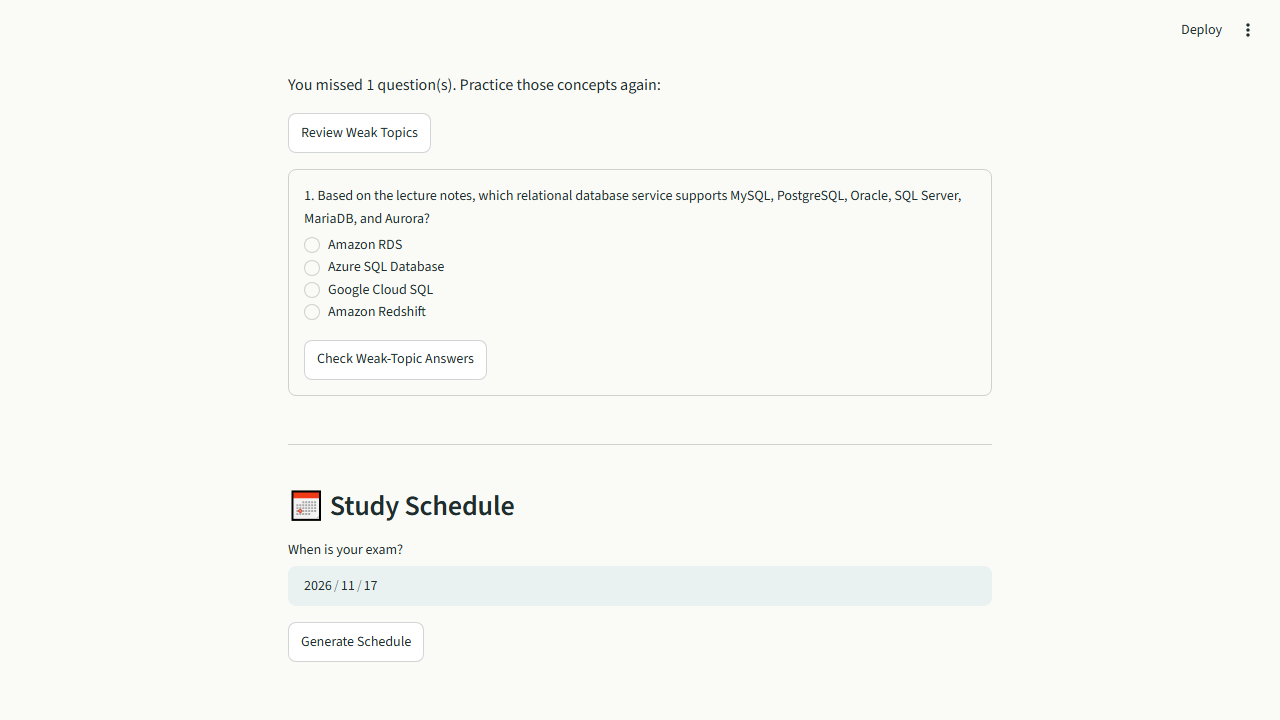 Deploy
You missed 1 question(s). Practice those concepts again:
Review Weak Topics
1. Based on the lecture notes, which relational database service supports MySQL, PostgreSQL, Oracle, SQL Server,
MariaDB, and Aurora?
Amazon RDS
Azure SQL Database
Google Cloud SQL
Amazon Redshift
Check Weak-Topic Answers
Study Schedule
When is your exam?
2026/11/17
Generate Schedule